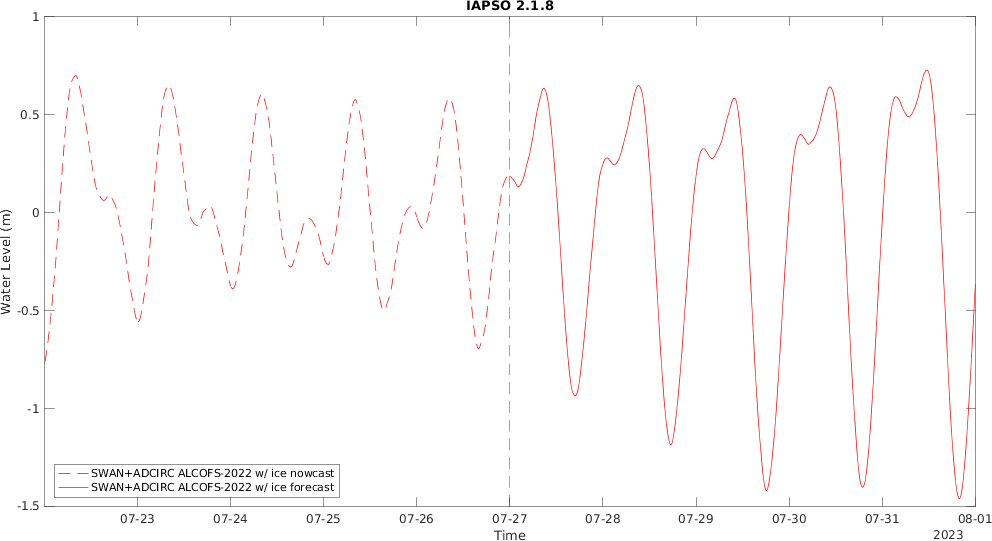 IAPSO 2.1.8
1
0.5
0
-0.5
-1
-1.5
Water Level (m)
SWAN+ADCIRC ALCOFS-2022 w/ ice nowcast
SWAN+ADCIRC ALCOFS-2022 w/ ice forecast
07-23 07-24 07-25 07-26 07-27 07-28 07-29 07-30 07-31 08-01
Time
2023